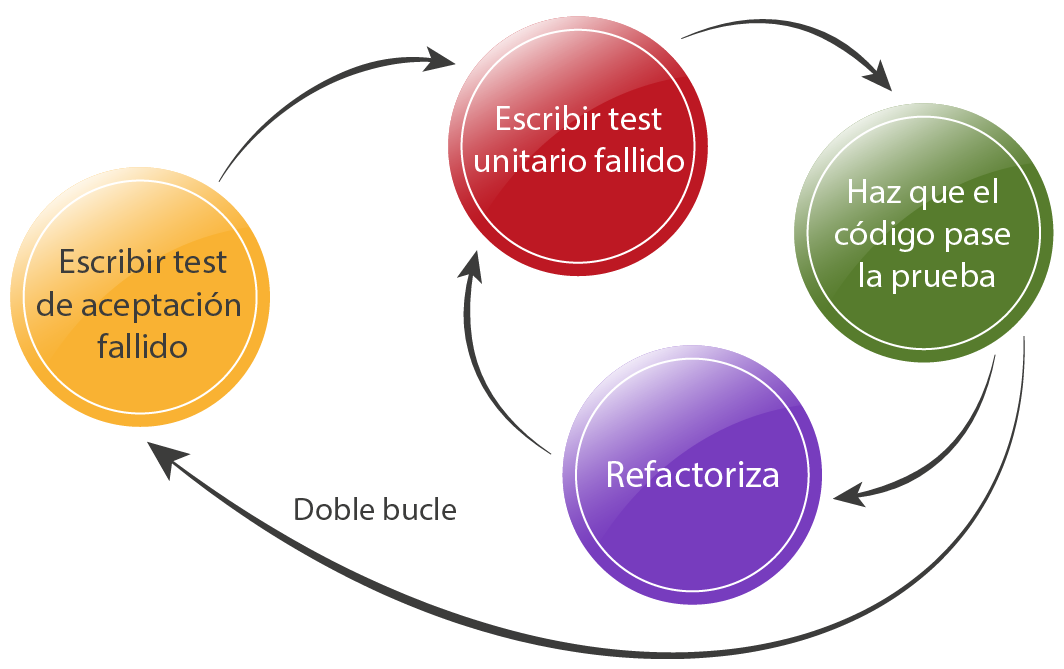 Escribir test
unitario fallido
Haz que el
código pase
la prueba
Escribir test
de aceptación
fallido
Refactoriza
Doble bucle